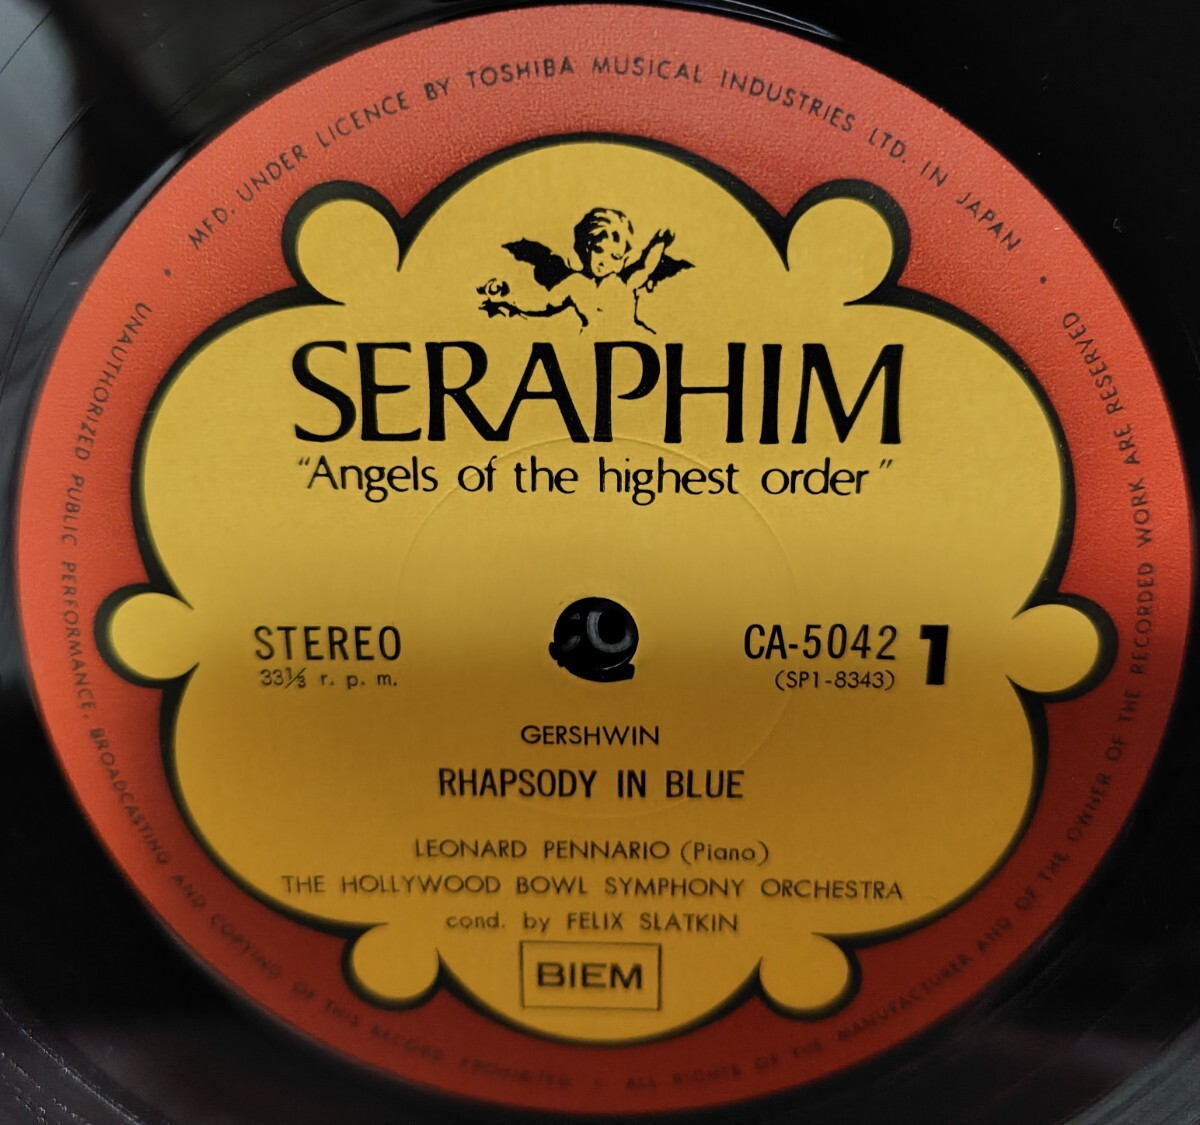 MFD. UNDER LICENCE BY TOSHIBA MUSICAL INDUSTRIES LTD. IN JAPAN
SERAPHIM
"Angels of the highest order"
STEREO
33⅓ r. p. m.
CA-5042 1
(SP1-8343)
GERSHWIN
RHAPSODY IN BLUE
LEONARD PENNARIO (Piano)
THE HOLLYWOOD BOWL SYMPHONY ORCHESTRA
cond. by FELIX SLATKIN
BIEM
UNAUTHORIZED PUBLIC PERFORMANCE, BROADCASTING AND COPYING OF THIS RECORD PROHIBITED · ALL RIGHTS OF THE MANUFACTURER AND OF THE OWNER OF THE RECORDED WORK ARE RESERVED